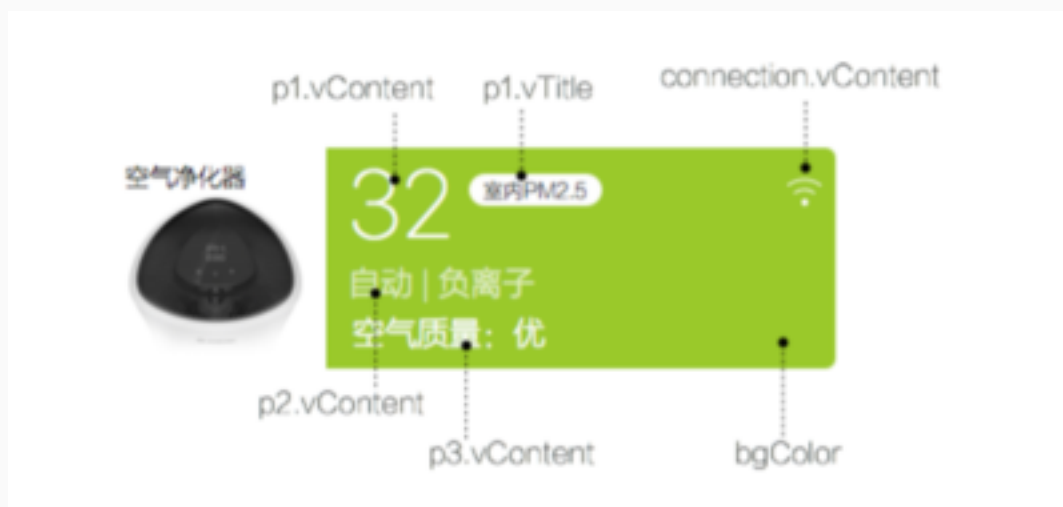 p1.vContent p1.vTitle connection.vContent
空气净化器
32 室内PM2.5
自动 | 负离子
空气质量：优
p2.vContent
p3.vContent bgColor